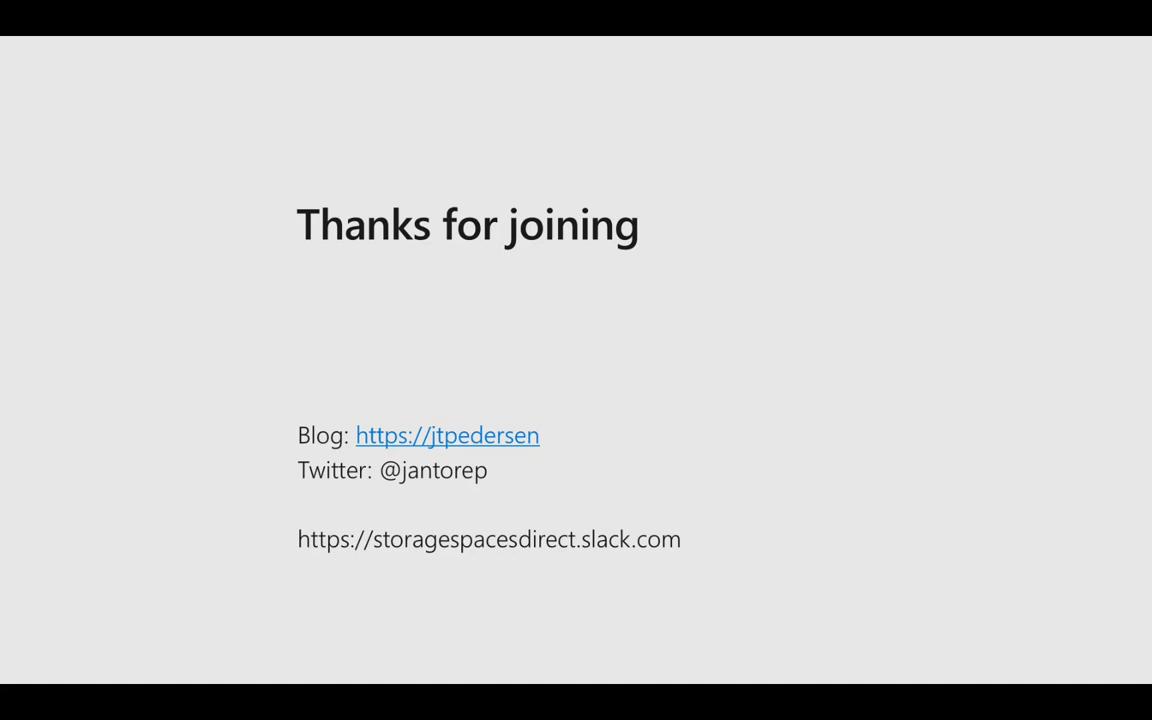 Thanks for joining
Blog: https://jtpedersen
Twitter: @jantorep
https://storagespacesdirect.slack.com